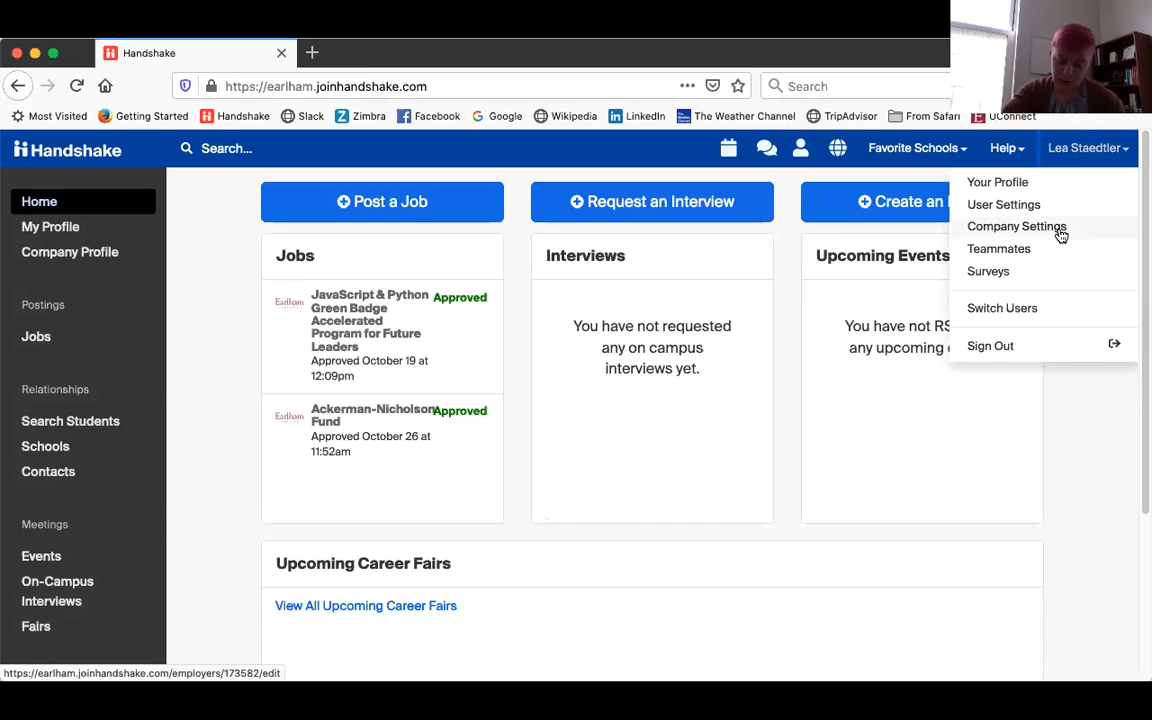 Handshake
https://earlham.joinhandshake.com
Search
Most Visited
Getting Started
Handshake
Slack
Zimbra
Facebook
Google
Wikipedia
LinkedIn
The Weather Channel
TripAdvisor
From Safari
UConnect
Handshake
Search...
Favorite Schools
Help
Lea Staedtler
Your Profile
User Settings
Company Settings
Teammates
Surveys
Switch Users
Sign Out
Home
My Profile
Company Profile
Postings
Jobs
Relationships
Search Students
Schools
Contacts
Meetings
Events
On-Campus
Interviews
Fairs
Post a Job
Request an Interview
Create an
Jobs
JavaScript & Python
Green Badge
Accelerated
Program for Future
Leaders
Approved
Approved October 19 at
12:09pm
Earlham
Ackerman-Nicholson
Fund
Approved
Approved October 26 at
11:52am
Earlham
Interviews
You have not requested
any on campus
interviews yet.
Upcoming Events
You have not RS
any upcoming
Upcoming Career Fairs
View All Upcoming Career Fairs
https://earlham.joinhandshake.com/employers/173582/edit